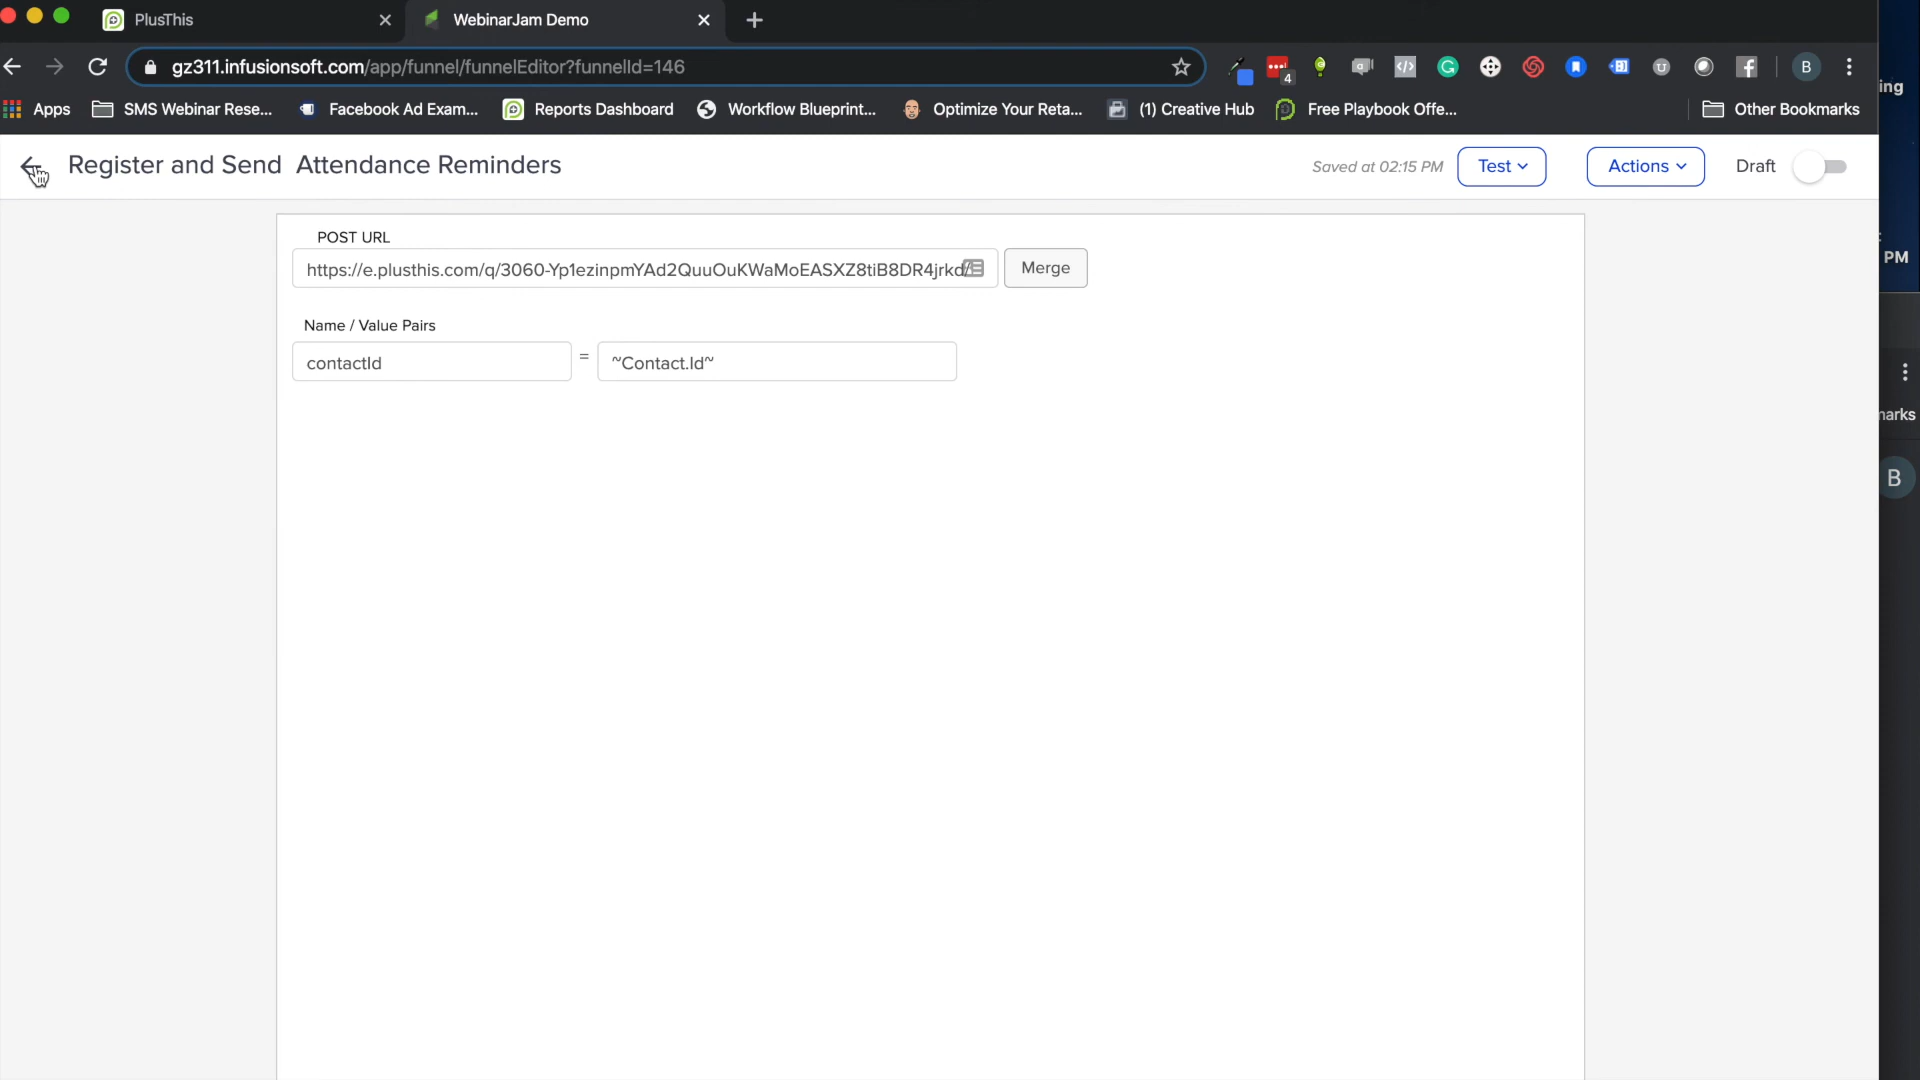 PlusThis
WebinarJam Demo
gz311.infusionsoft.com/app/funnel/funnelEditor?funnelId=146
4
B
ing
Apps
SMS Webinar Rese...
Facebook Ad Exam...
Reports Dashboard
Workflow Blueprint...
Optimize Your Reta...
(1) Creative Hub
Free Playbook Offe...
Other Bookmarks
Register and Send  Attendance Reminders
Saved at 02:15 PM
Test
Actions
Draft
POST URL
PM
https://e.plusthis.com/q/3060-Yp1ezinpmYAd2QuuOuKWaMoEASXZ8tiB8DR4jrkd/
Merge
Name / Value Pairs
contactId
=
~Contact.Id~
narks
B